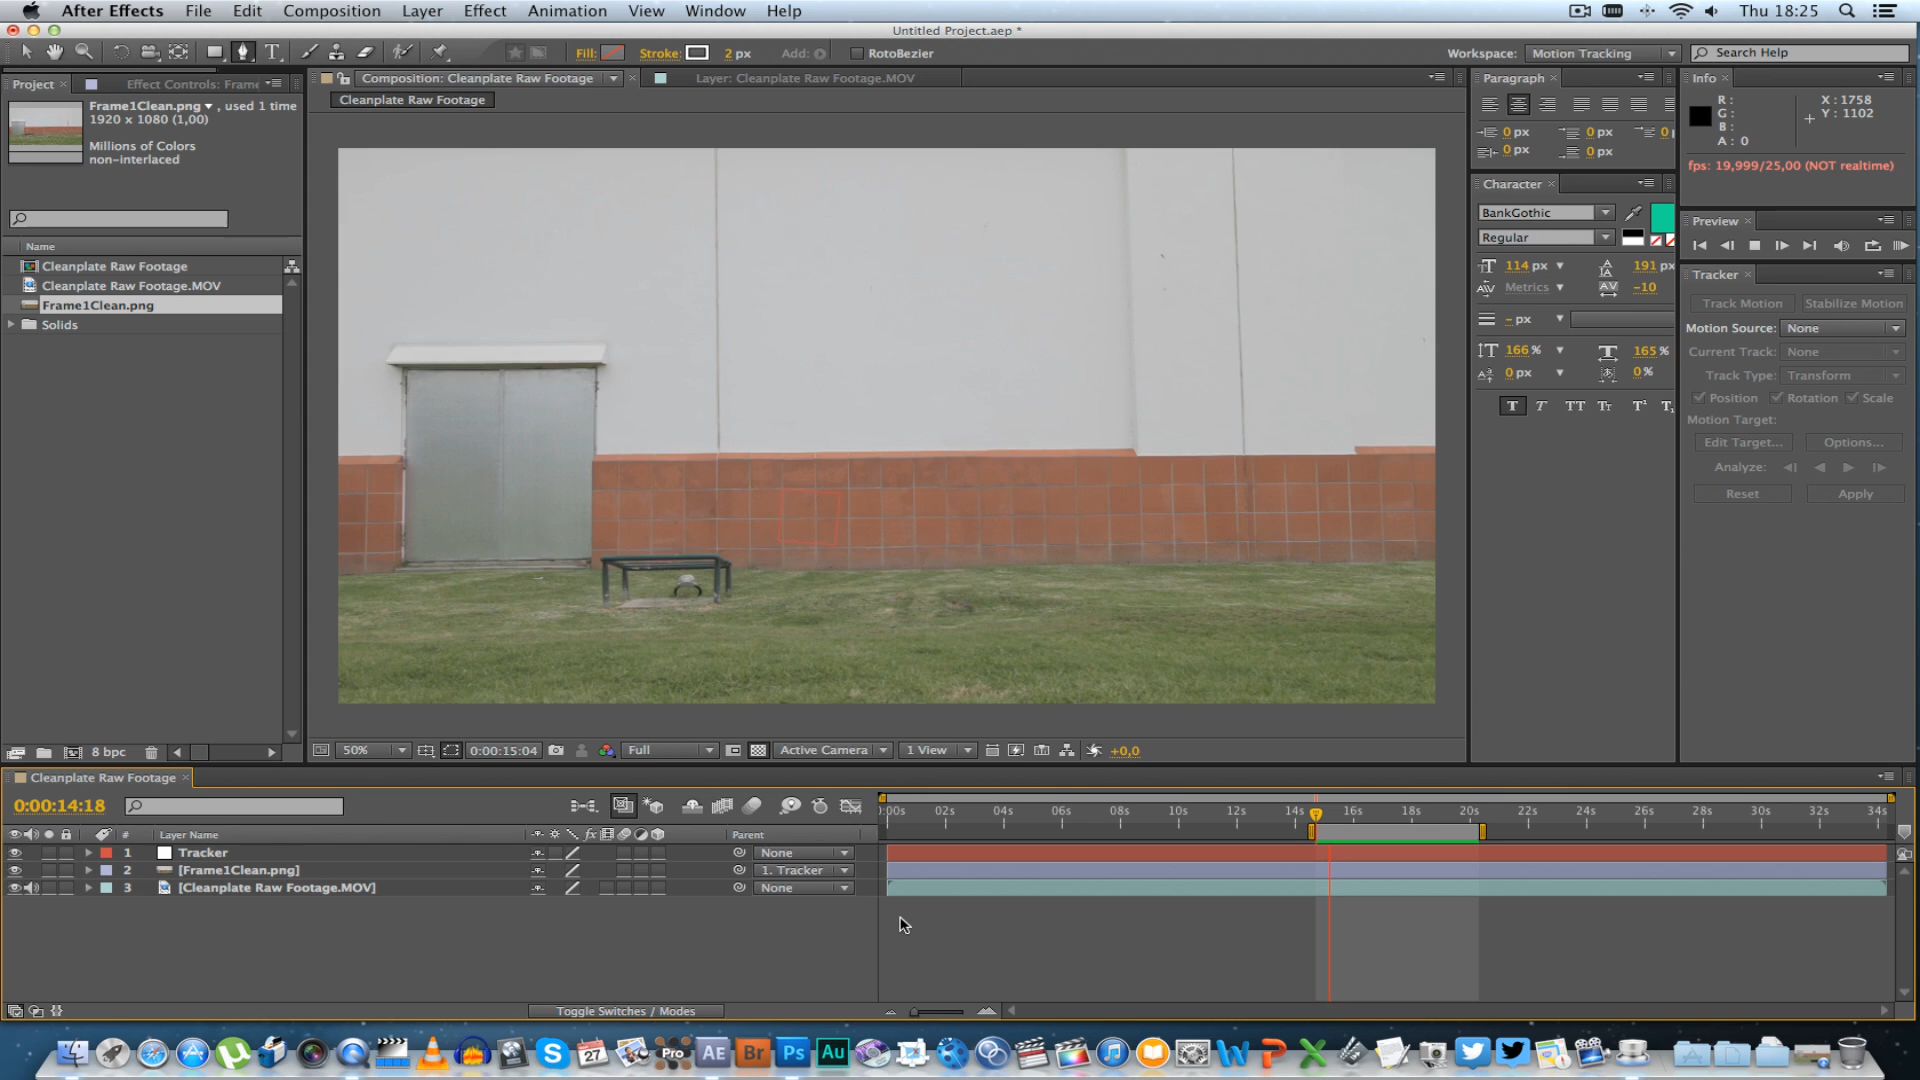 After Effects File Edit Composition Layer Effect Animation View Window Help Thu 18:25
Untitled Project.aep *
Fill: Stroke: 2 px Add: RotoBezier Workspace: Motion Tracking Search Help
Project Effect Controls: Frame
Frame1Clean.png , used 1 time
1920 x 1080 (1,00)
Millions of Colors
non-interlaced
Name
Cleanplate Raw Footage
Cleanplate Raw Footage.MOV
Frame1Clean.png
Solids
8 bpc
Composition: Cleanplate Raw Footage Layer: Cleanplate Raw Footage.MOV
Cleanplate Raw Footage
50% 0:00:15:04 Full Active Camera 1 View +0,0
Paragraph
0 px 0 px 0
0 px 0 px
Character
BankGothic
Regular
114 px 191 px
Metrics -10
- px
166 % 165 %
0 px 0 %
T T TT Tt T¹ T,
Info
R: X : 1758
G: Y : 1102
B:
A : 0
fps: 19,999/25,00 (NOT realtime)
Preview
Tracker
Track Motion Stabilize Motion
Motion Source: None
Current Track: None
Track Type: Transform
Position Rotation Scale
Motion Target:
Edit Target... Options...
Analyze:
Reset Apply
Cleanplate Raw Footage
0:00:14:18
:00s 02s 04s 06s 08s 10s 12s 14s 16s 18s 20s 22s 24s 26s 28s 30s 32s 34s
# Layer Name fx Parent
1 Tracker None
2 [Frame1Clean.png] 1. Tracker
3 [Cleanplate Raw Footage.MOV] None
Toggle Switches / Modes
27 Pro AE Br Ps Au